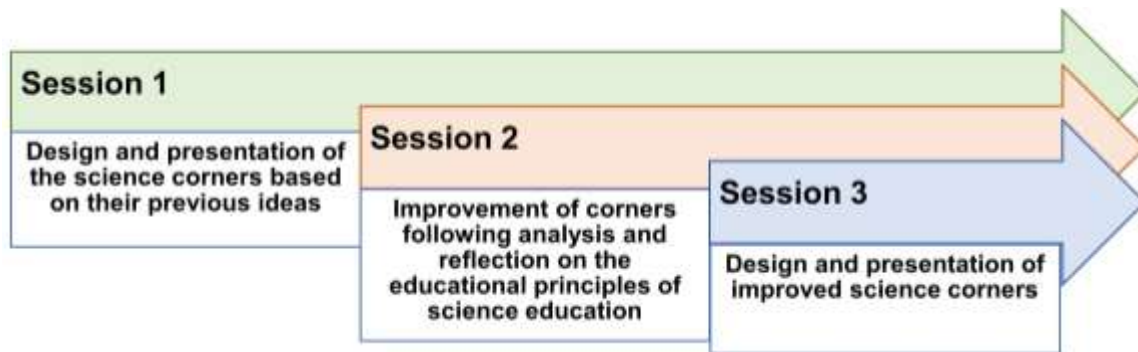 Session 1
Design and presentation of
the science corners based
on their previous ideas
Session 2
Improvement of corners
following analysis and
reflection on the
educational principles of
science education
Session 3
Design and presentation of
improved science corners